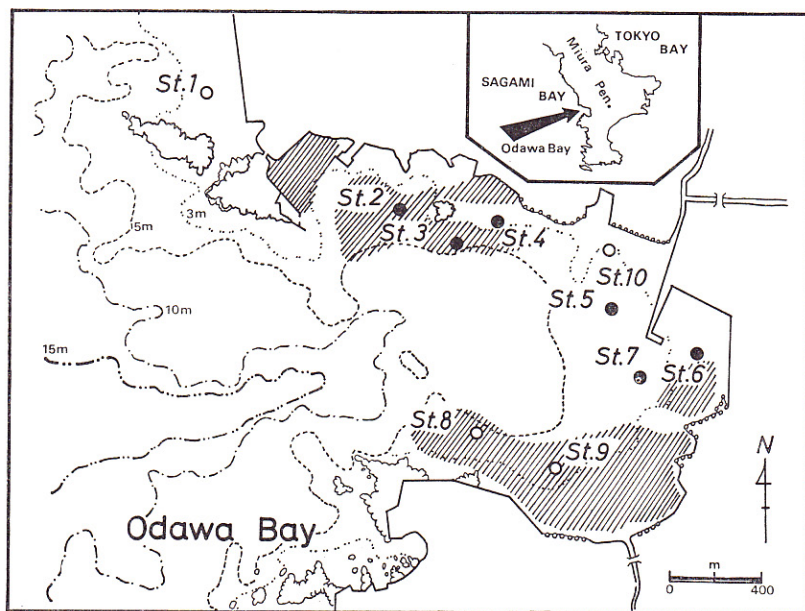 TOKYO
BAY
Miura Pen.
SAGAMI
BAY
Odawa Bay
St.1
St.2
St.3
St.4
St.10
St.5
St.7
St.6
St.8
St.9
3m
5m
10m
15m
Odawa Bay
N
m
0
400